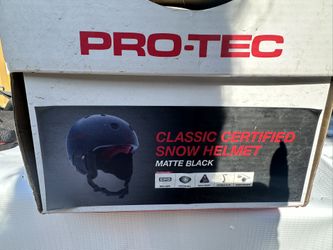 PRO-TEC
CLASSIC CERTIFIED
SNOW HELMET
MATTE BLACK